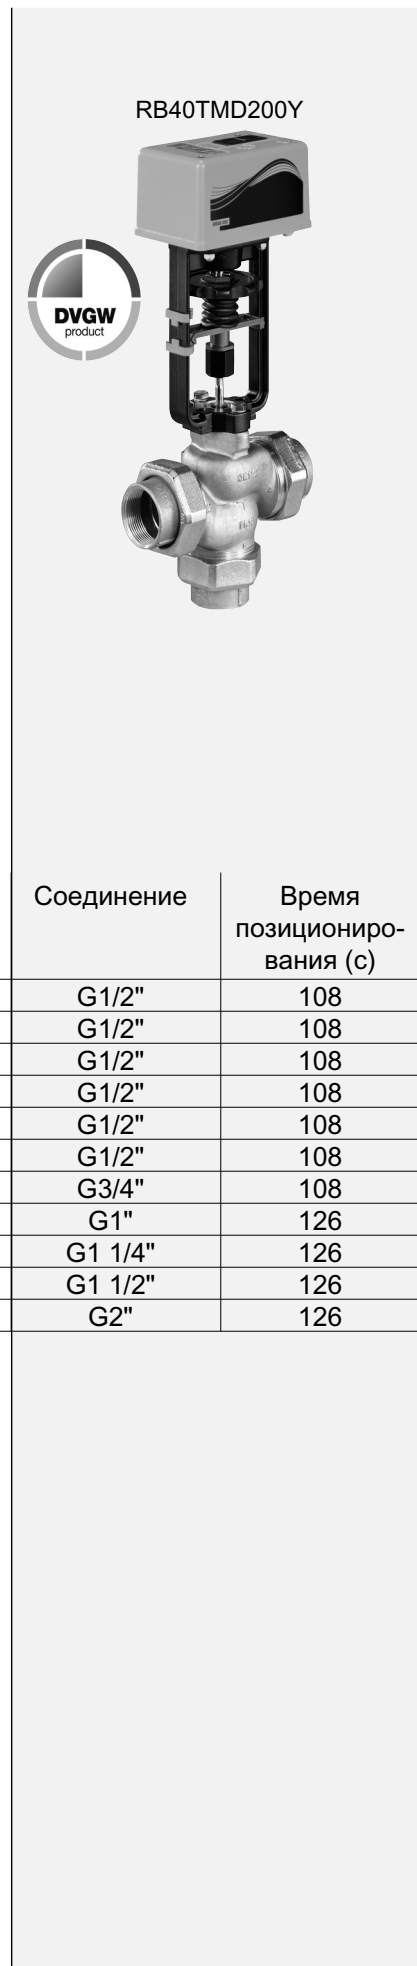 RB40TMD200Y
DVGW
product
Соединение
Время
позициониро-
вания (с)
G1/2" 108
G1/2" 108
G1/2" 108
G1/2" 108
G1/2" 108
G1/2" 108
G3/4" 108
G1" 126
G1 1/4" 126
G1 1/2" 126
G2" 126